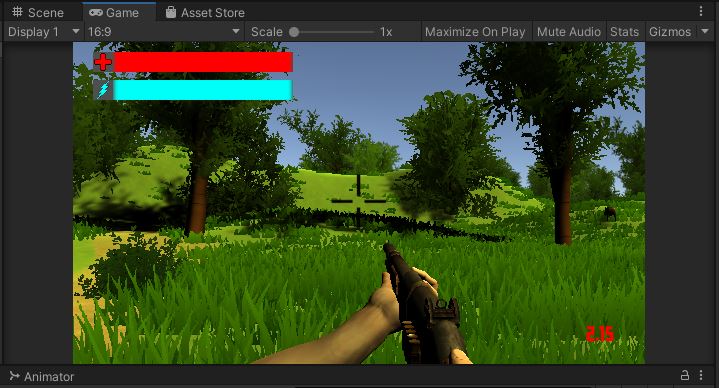 Scene Game Asset Store
Display 1 16:9 Scale 1x Maximize On Play Mute Audio Stats Gizmos
2.15
Animator